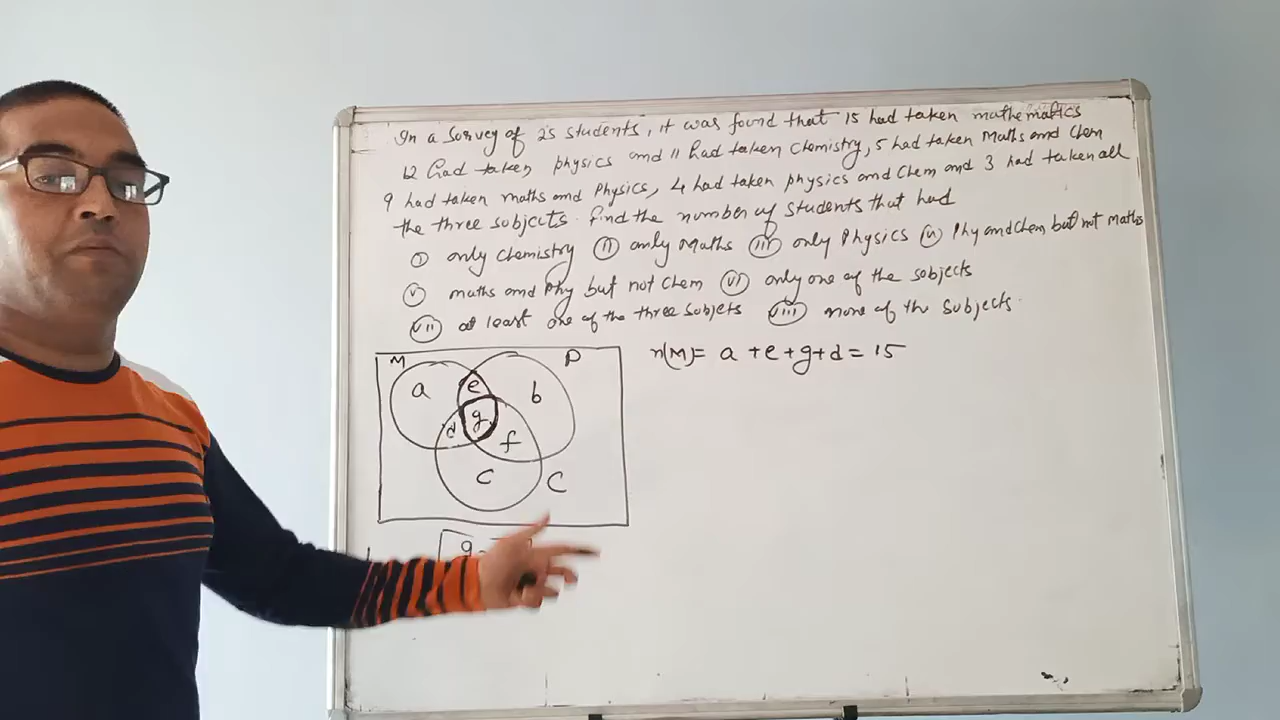 In a Sorvey of 25 students, it was found that 15 had taken mathematics
12 had taken physics and 11 had taken Chemistry, 5 had taken Maths and Chem
9 had taken maths and Physics, 4 had taken physics and Chem and 3 had taken all
the three subjects. find the number of students that had
(i) only Chemistry (ii) only Maths (iii) only Physics (iv) Phy and Chem but not maths
(v) maths and Phy but not Chem (vi) only one of the sobjects
(vii) at least one of the three Subjets (viii) none of the Subjects.
n(M)= a +e+g+d = 15
M P
a e b
g
d f
c C
g